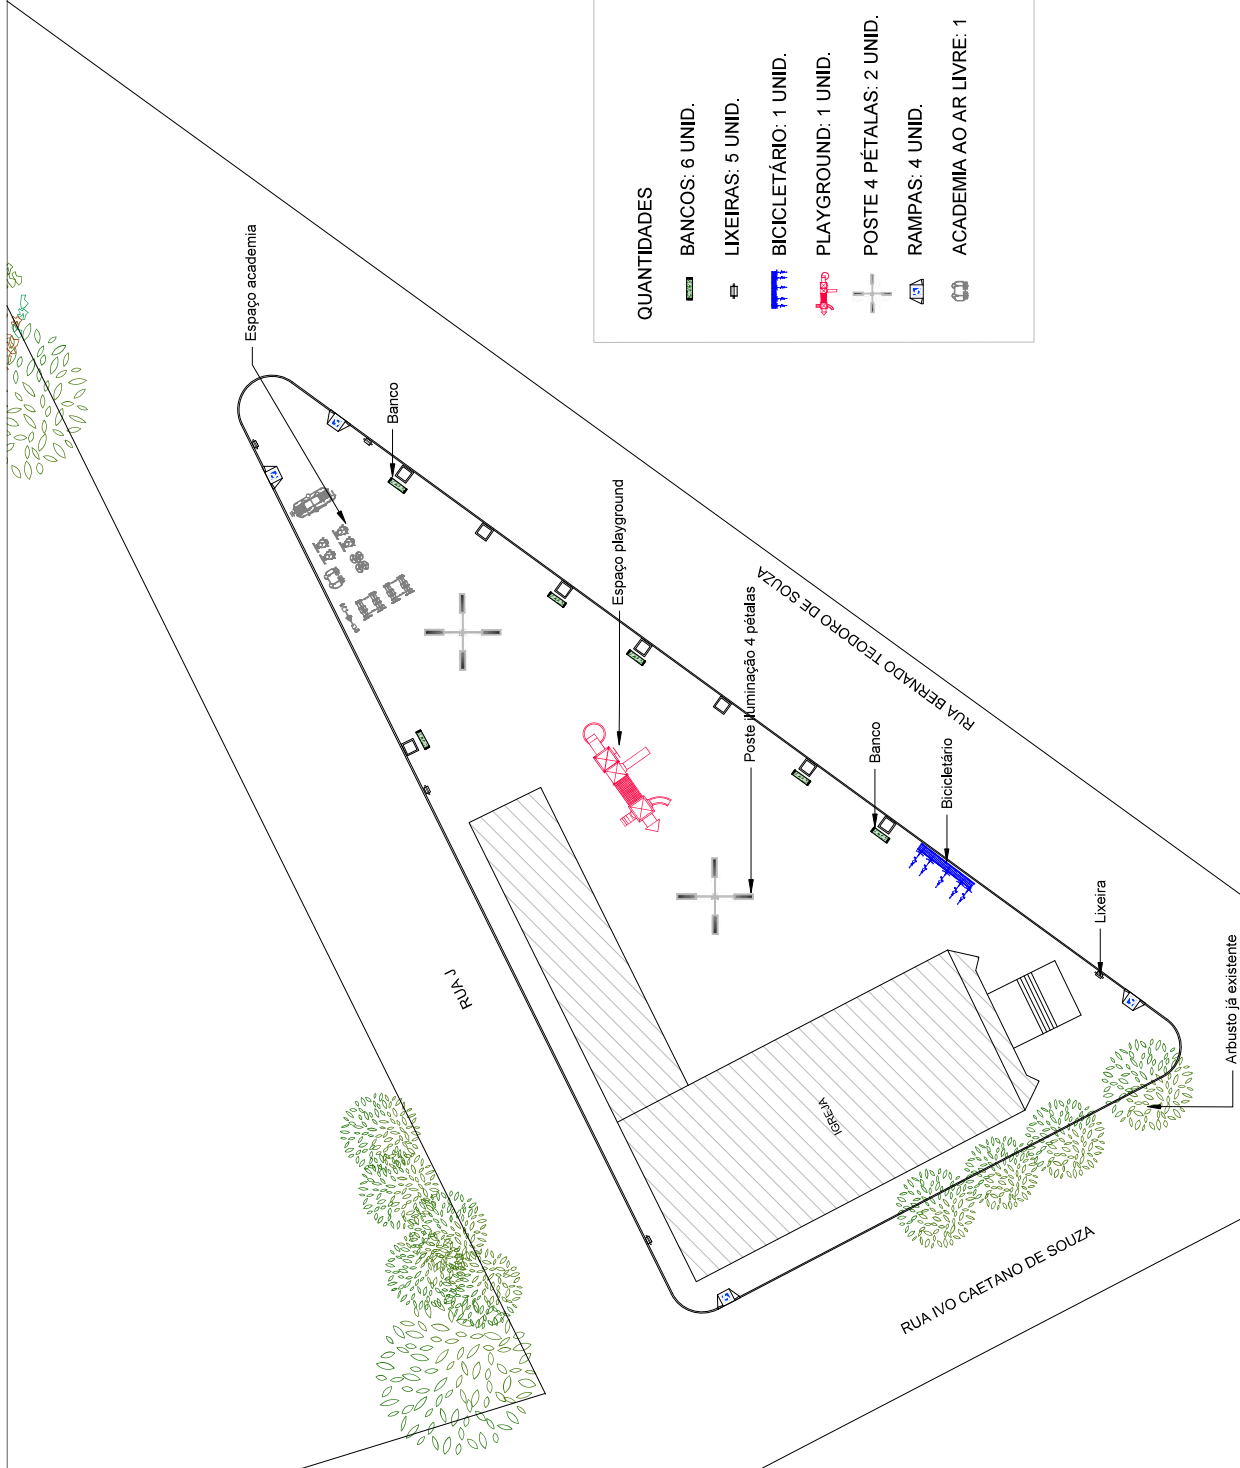 QUANTIDADES
BANCOS: 6 UNID.
LIXEIRAS: 5 UNID.
BICICLETÁRIO: 1 UNID.
PLAYGROUND: 1 UNID.
POSTE 4 PÉTALAS: 2 UNID.
RAMPAS: 4 UNID.
ACADEMIA AO AR LIVRE: 1
Espaço academia
Banco
Espaço playground
Poste iluminação 4 pétalas
RUA BERNADO TEODORO DE SOUZA
Banco
Bicicletário
Lixeira
Arbusto já existente
RUA J
IGREJA
RUA IVO CAETANO DE SOUZA